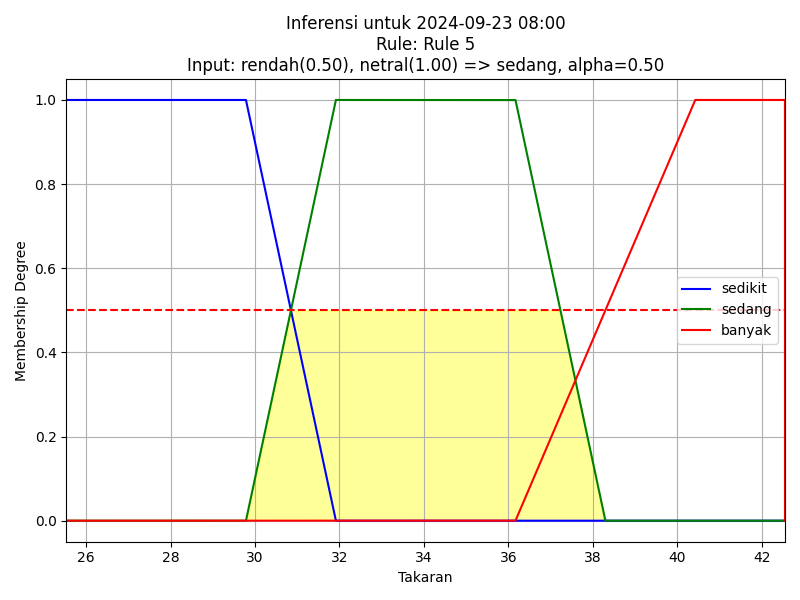 Inferensi untuk 2024-09-23 08:00
Rule: Rule 5
Input: rendah(0.50), netral(1.00) => sedang, alpha=0.50
1.0
0.8
0.6
0.4
0.2
0.0
Membership Degree
sedikit
sedang
banyak
26 28 30 32 34 36 38 40 42
Takaran